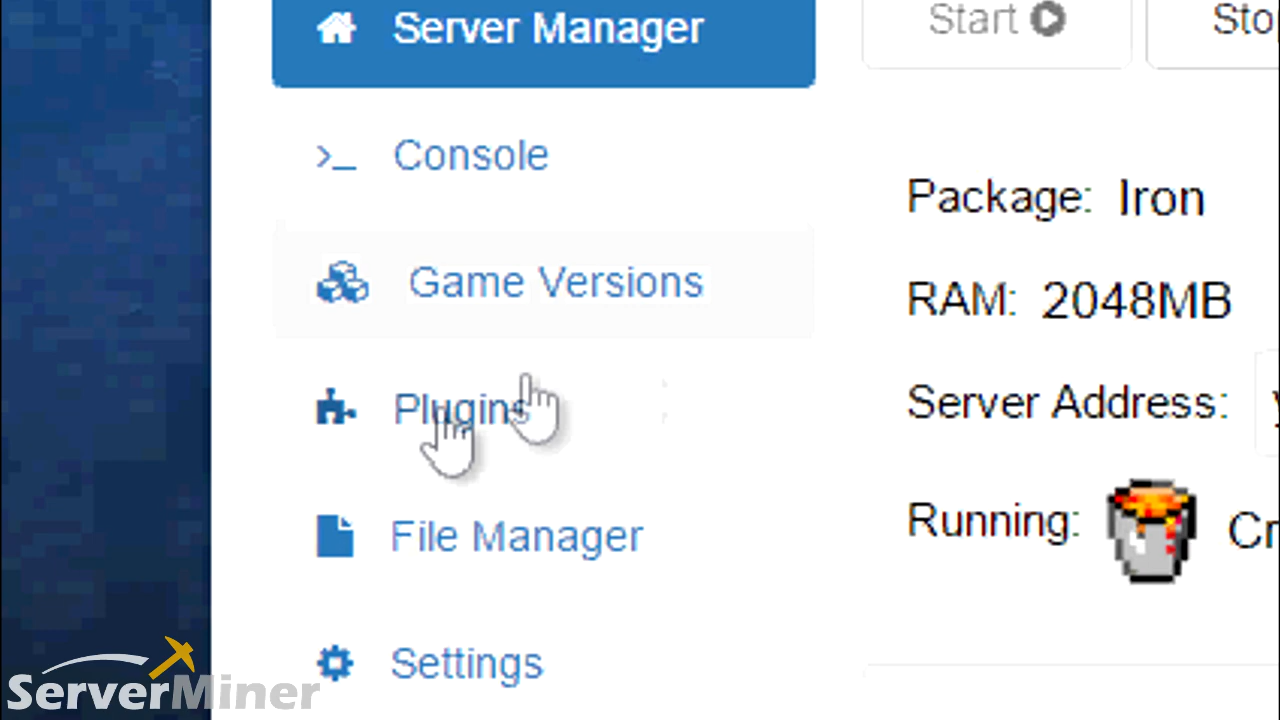 Server Manager
Console
Game Versions
Plugins
File Manager
Settings
Start
Package: Iron
RAM: 2048MB
Server Address:
Running:
ServerMiner